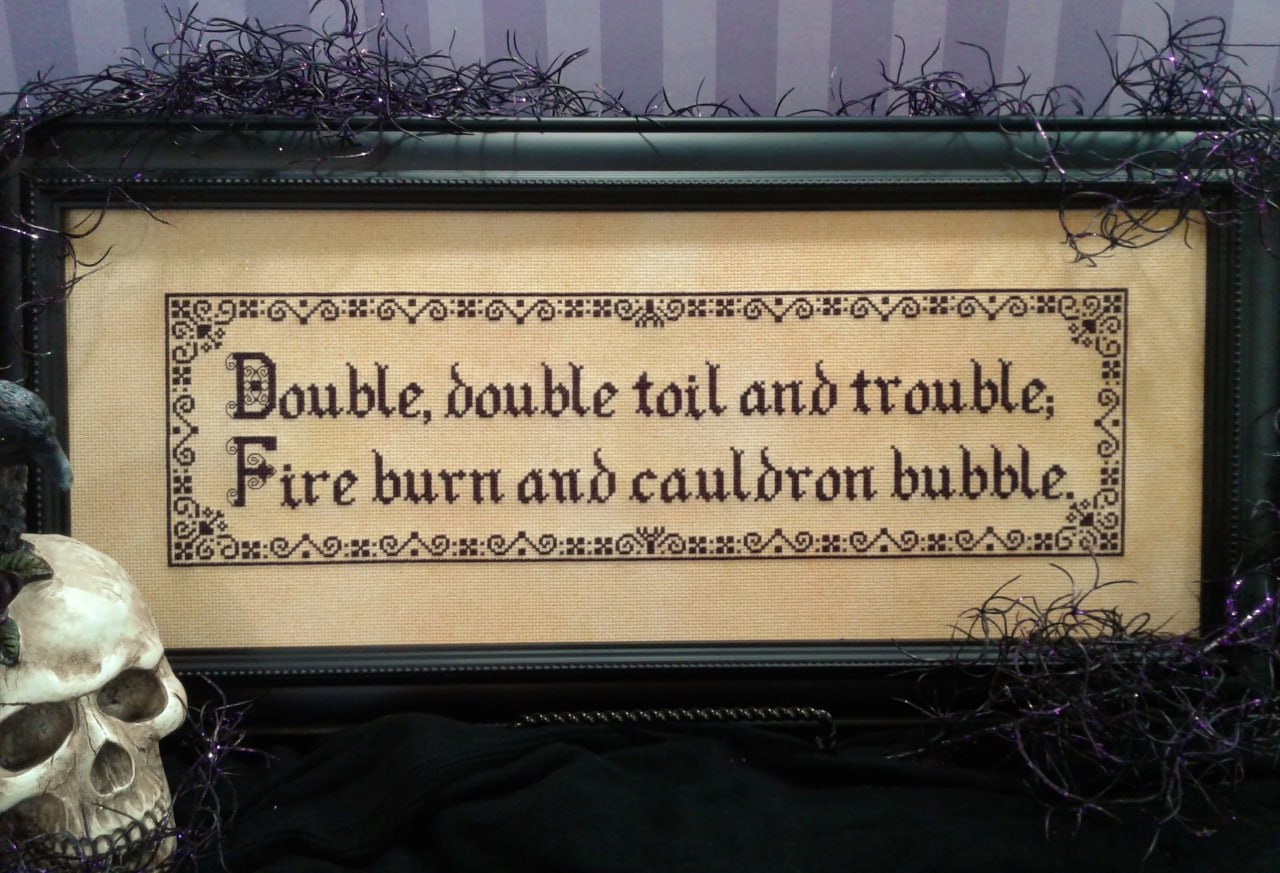 Double, double toil and trouble;
Fire burn and cauldron bubble.